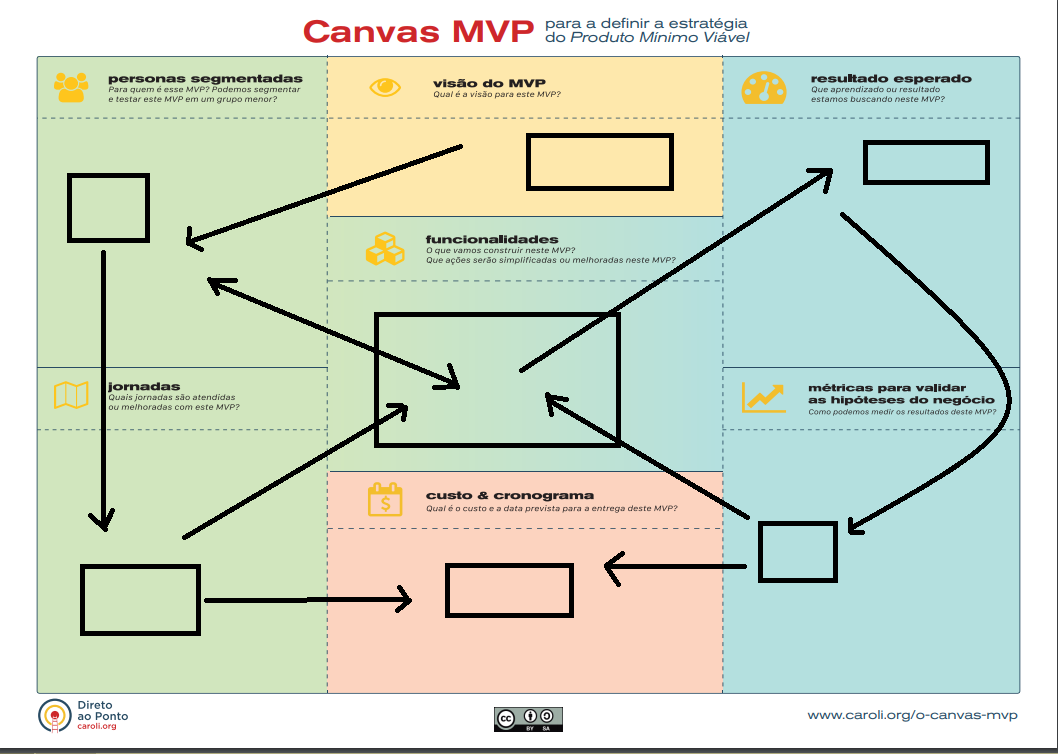 Canvas MVP
para a definir a estratégia
do Produto Mínimo Viável
personas segmentadas
Para quem é esse MVP? Podemos segmentar
e testar este MVP em um grupo menor?
visão do MVP
Qual é a visão para este MVP?
resultado esperado
Que aprendizado ou resultado
estamos buscando neste MVP?
funcionalidades
O que vamos construir neste MVP?
Que ações serão simplificadas ou melhoradas neste MVP?
jornadas
Quais jornadas são atendidas
ou melhoradas com este MVP?
métricas para validar
as hipóteses do negócio
Como podemos medir os resultados deste MVP?
custo & cronograma
Qual é o custo e a data prevista para a entrega deste MVP?
$
Direto
ao Ponto
caroli.org
cc
BY SA
www.caroli.org/o-canvas-mvp